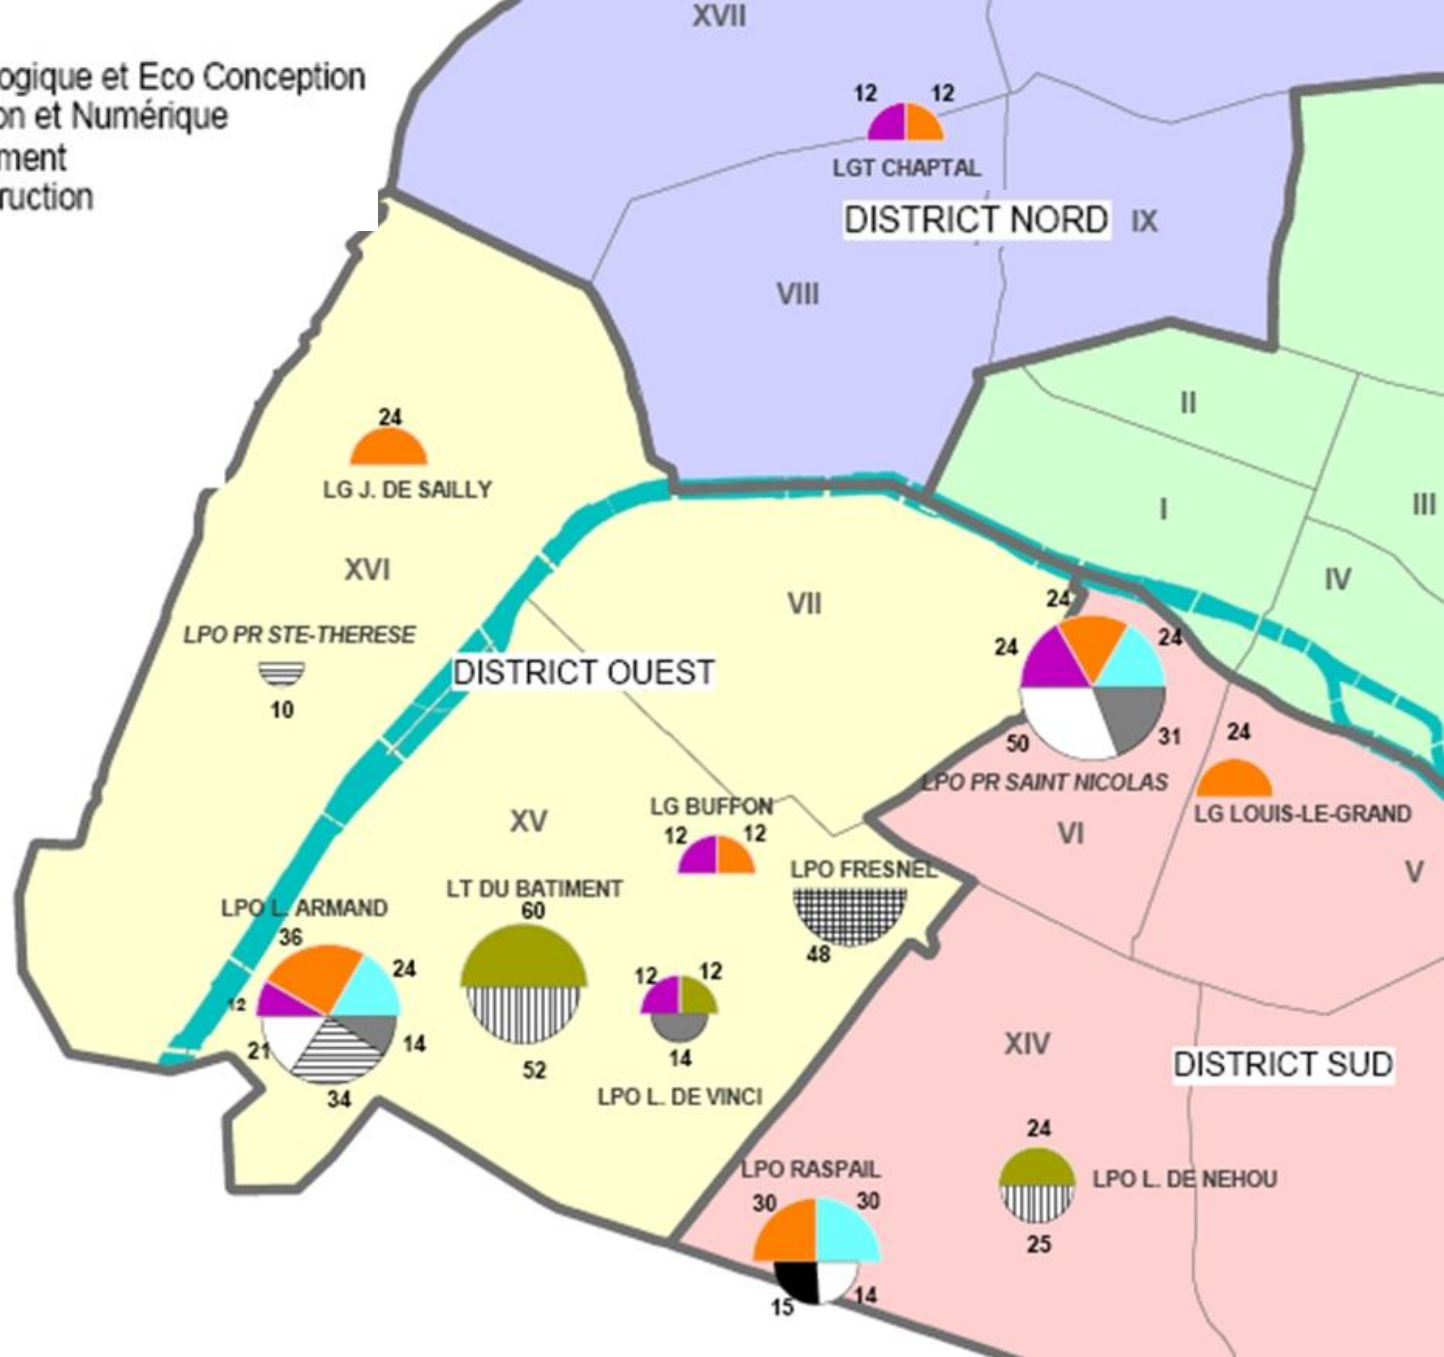 XVII
ogique et Eco Conception
on et Numérique
ment
ruction
12 12
LGT CHAPTAL
DISTRICT NORD
IX
VIII
II
24
LG J. DE SAILLY
III
I
XVI
IV
VII
24
LPO PR STE-THERESE
24
24
DISTRICT OUEST
10
50
31
24
LPO PR SAINT NICOLAS
LG LOUIS-LE-GRAND
XV
LG BUFFON
12 12
VI
LPO FRESNEL
V
48
LT DU BATIMENT
60
52
LPO L. ARMAND
36
24
12
21
14
34
12 12
14
LPO L. DE VINCI
XIV
DISTRICT SUD
24
LPO L. DE NEHOU
25
LPO RASPAIL
30 30
15
14